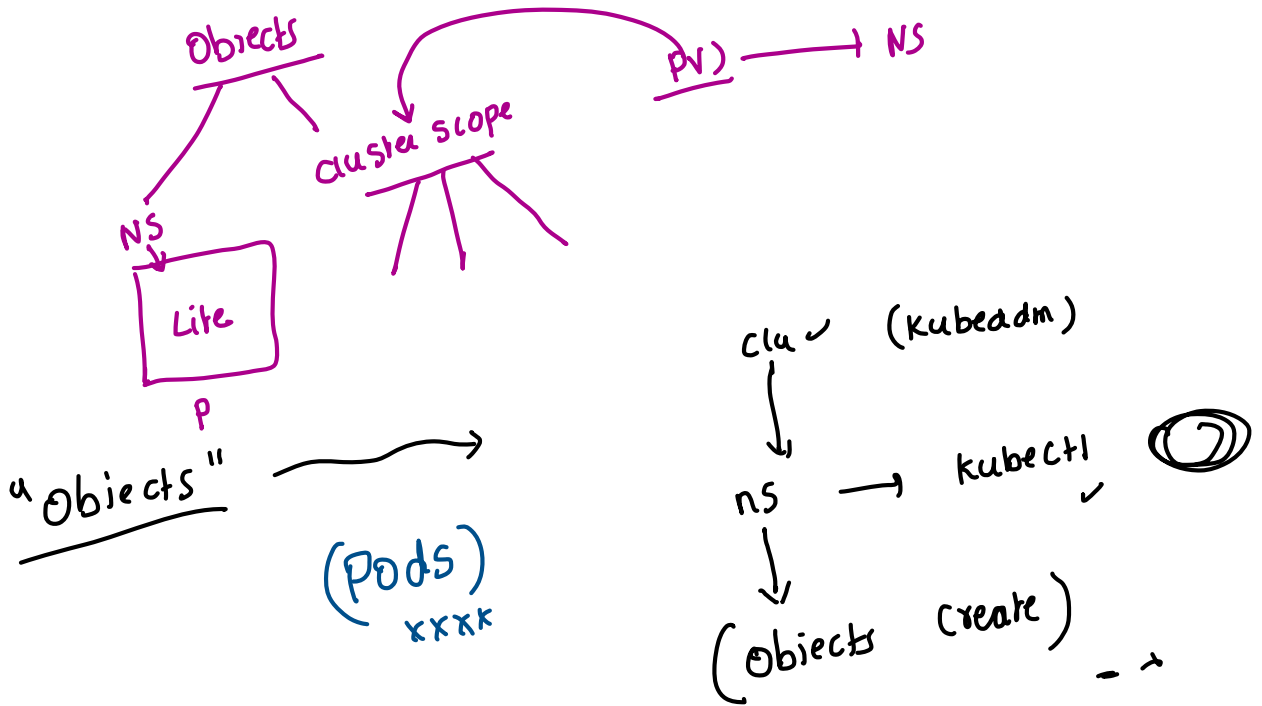 Objects
PV)
NS
Cluster scope
NS
Lite
P
clu ✓ (Kubeadm)
"Objects"
kubectl
ns
(Pods)
xxxx
(Objects Create)